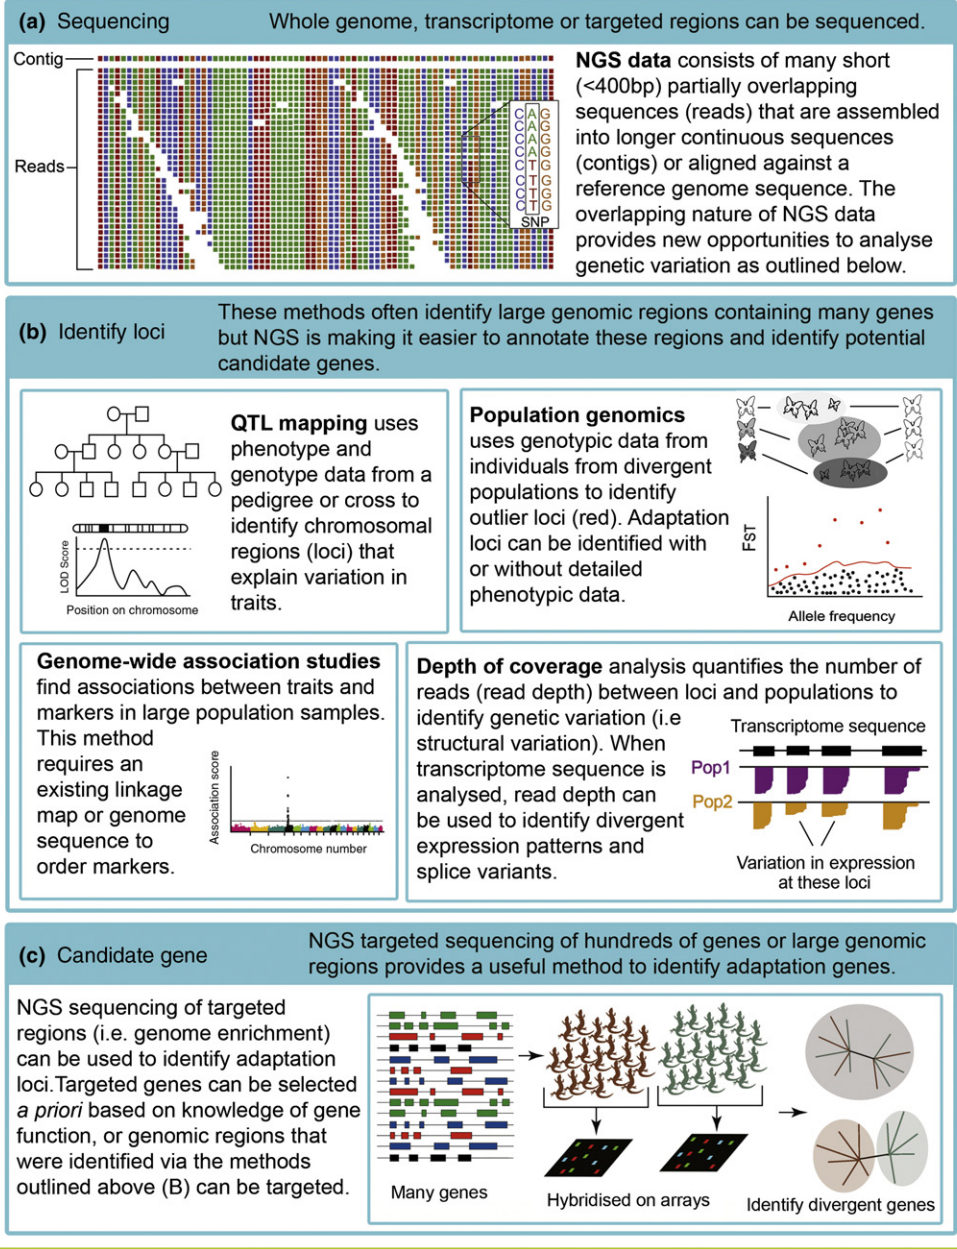 (a) Sequencing
Whole genome, transcriptome or targeted regions can be sequenced.
Contig
Reads
C A G
C A G
C A G
C A G
C T G
C T G
C T G
C T G
SNP
NGS data consists of many short
(<400bp) partially overlapping
sequences (reads) that are assembled
into longer continuous sequences
(contigs) or aligned against a
reference genome sequence. The
overlapping nature of NGS data
provides new opportunities to analyse
genetic variation as outlined below.
(b) Identify loci
These methods often identify large genomic regions containing many genes
but NGS is making it easier to annotate these regions and identify potential
candidate genes.
QTL mapping uses
phenotype and
genotype data from a
pedigree or cross to
identify chromosomal
regions (loci) that
explain variation in
traits.
LOD Score
Position on chromosome
Population genomics
uses genotypic data from
individuals from divergent
populations to identify
outlier loci (red). Adaptation
loci can be identified with
or without detailed
phenotypic data.
FST
Allele frequency
Genome-wide association studies
find associations between traits and
markers in large population samples.
This method
requires an
existing linkage
map or genome
sequence to
order markers.
Association score
Chromosome number
Depth of coverage analysis quantifies the number of
reads (read depth) between loci and populations to
identify genetic variation (i.e
structural variation). When
transcriptome sequence is
analysed, read depth can
be used to identify divergent
expression patterns and
splice variants.
Transcriptome sequence
Pop1
Pop2
Variation in expression
at these loci
(c) Candidate gene
NGS targeted sequencing of hundreds of genes or large genomic
regions provides a useful method to identify adaptation genes.
NGS sequencing of targeted
regions (i.e. genome enrichment)
can be used to identify adaptation
loci.Targeted genes can be selected
a priori based on knowledge of gene
function, or genomic regions that
were identified via the methods
outlined above (B) can be targeted.
Many genes
Hybridised on arrays
Identify divergent genes